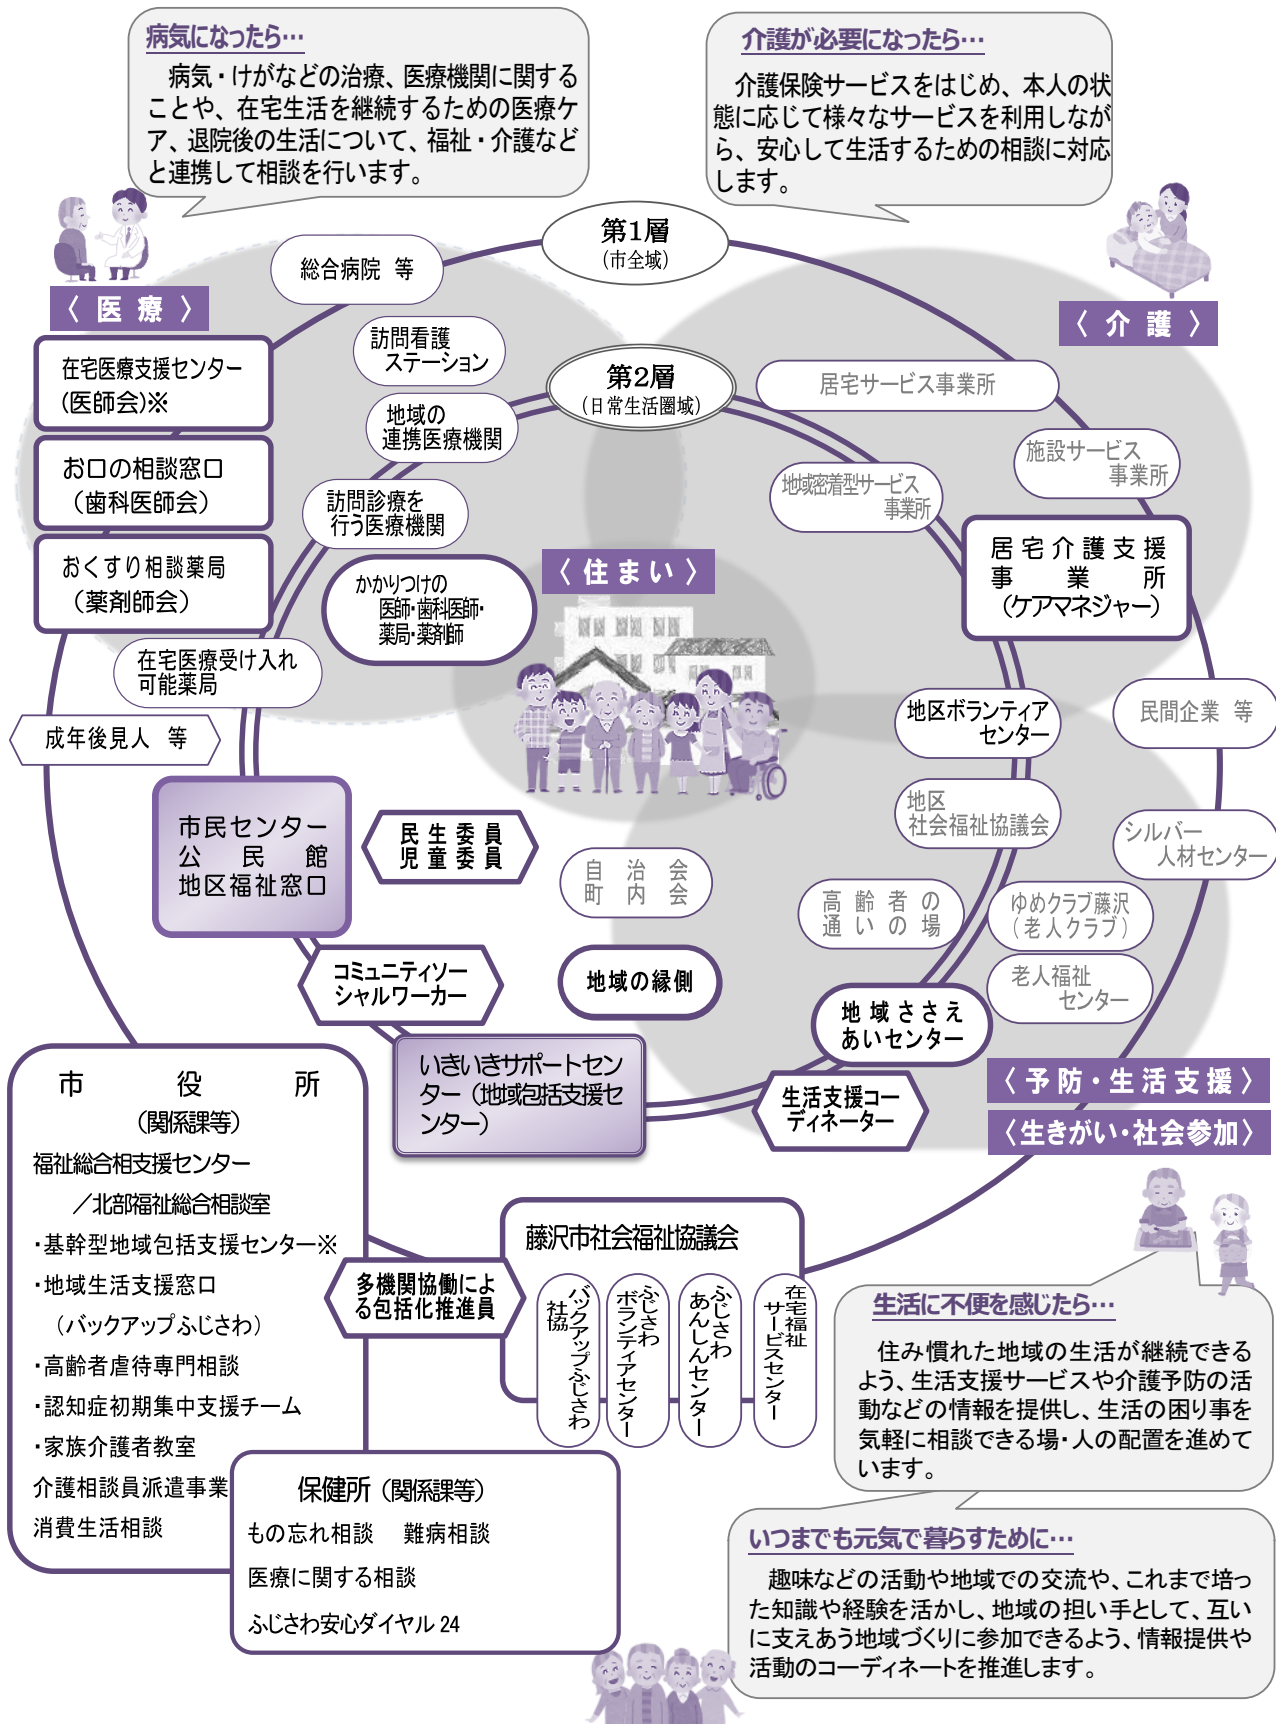 病気になったら…
病気・けがなどの治療、医療機関に関する
ことや、在宅生活を継続するための医療ケ
ア、退院後の生活について、福祉・介護など
と連携して相談を行います。
介護が必要になったら…
介護保険サービスをはじめ、本人の状
態に応じて様々なサービスを利用しなが
ら、安心して生活するための相談に対応
します。
第1層
(市全域)
総合病院 等
〈 医 療 〉
〈 介 護 〉
訪問看護
ステーション
在宅医療支援センター
(医師会)※
第2層
(日常生活圏域)
居宅サービス事業所
地域の
連携医療機関
施設サービス
事業所
お口の相談窓口
(歯科医師会)
地域密着型サービス
事業所
訪問診療を
行う医療機関
居宅介護支援
事業所
(ケアマネジャー)
おくすり相談薬局
(薬剤師会)
〈 住まい 〉
かかりつけの
医師・歯科医師・
薬局・薬剤師
在宅医療受け入れ
可能薬局
地区ボランティア
センター
民間企業 等
成年後見人 等
市民センター
公民館
地区福祉窓口
民生委員
児童委員
地区
社会福祉協議会
シルバー
人材センター
自治会
町内会
高齢者の
通いの場
ゆめクラブ藤沢
(老人クラブ)
コミュニティソー
シャルワーカー
地域の縁側
老人福祉
センター
地域ささえ
あいセンター
いきいきサポートセン
ター(地域包括支援セ
ンター)
生活支援コー
ディネーター
〈予防・生活支援〉
〈生きがい・社会参加〉
市役所
(関係課等)
福祉総合相支援センター
／北部福祉総合相談室
・基幹型地域包括支援センター※
・地域生活支援窓口
(バックアップふじさわ)
・高齢者虐待専門相談
・認知症初期集中支援チーム
・家族介護者教室
介護相談員派遣事業
消費生活相談
多機関協働によ
る包括化推進員
藤沢市社会福祉協議会
バックアップふじさわ
社協
ふじさわ
ボランティアセンター
ふじさわ
あんしんセンター
在宅福祉
サービスセンター
保健所(関係課等)
もの忘れ相談 難病相談
医療に関する相談
ふじさわ安心ダイヤル 24
生活に不便を感じたら…
住み慣れた地域の生活が継続できる
よう、生活支援サービスや介護予防の活
動などの情報を提供し、生活の困り事を
気軽に相談できる場・人の配置を進めて
います。
いつまでも元気で暮らすために…
趣味などの活動や地域での交流や、これまで培っ
た知識や経験を活かし、地域の担い手として、互い
に支えあう地域づくりに参加できるよう、情報提供や
活動のコーディネートを推進します。